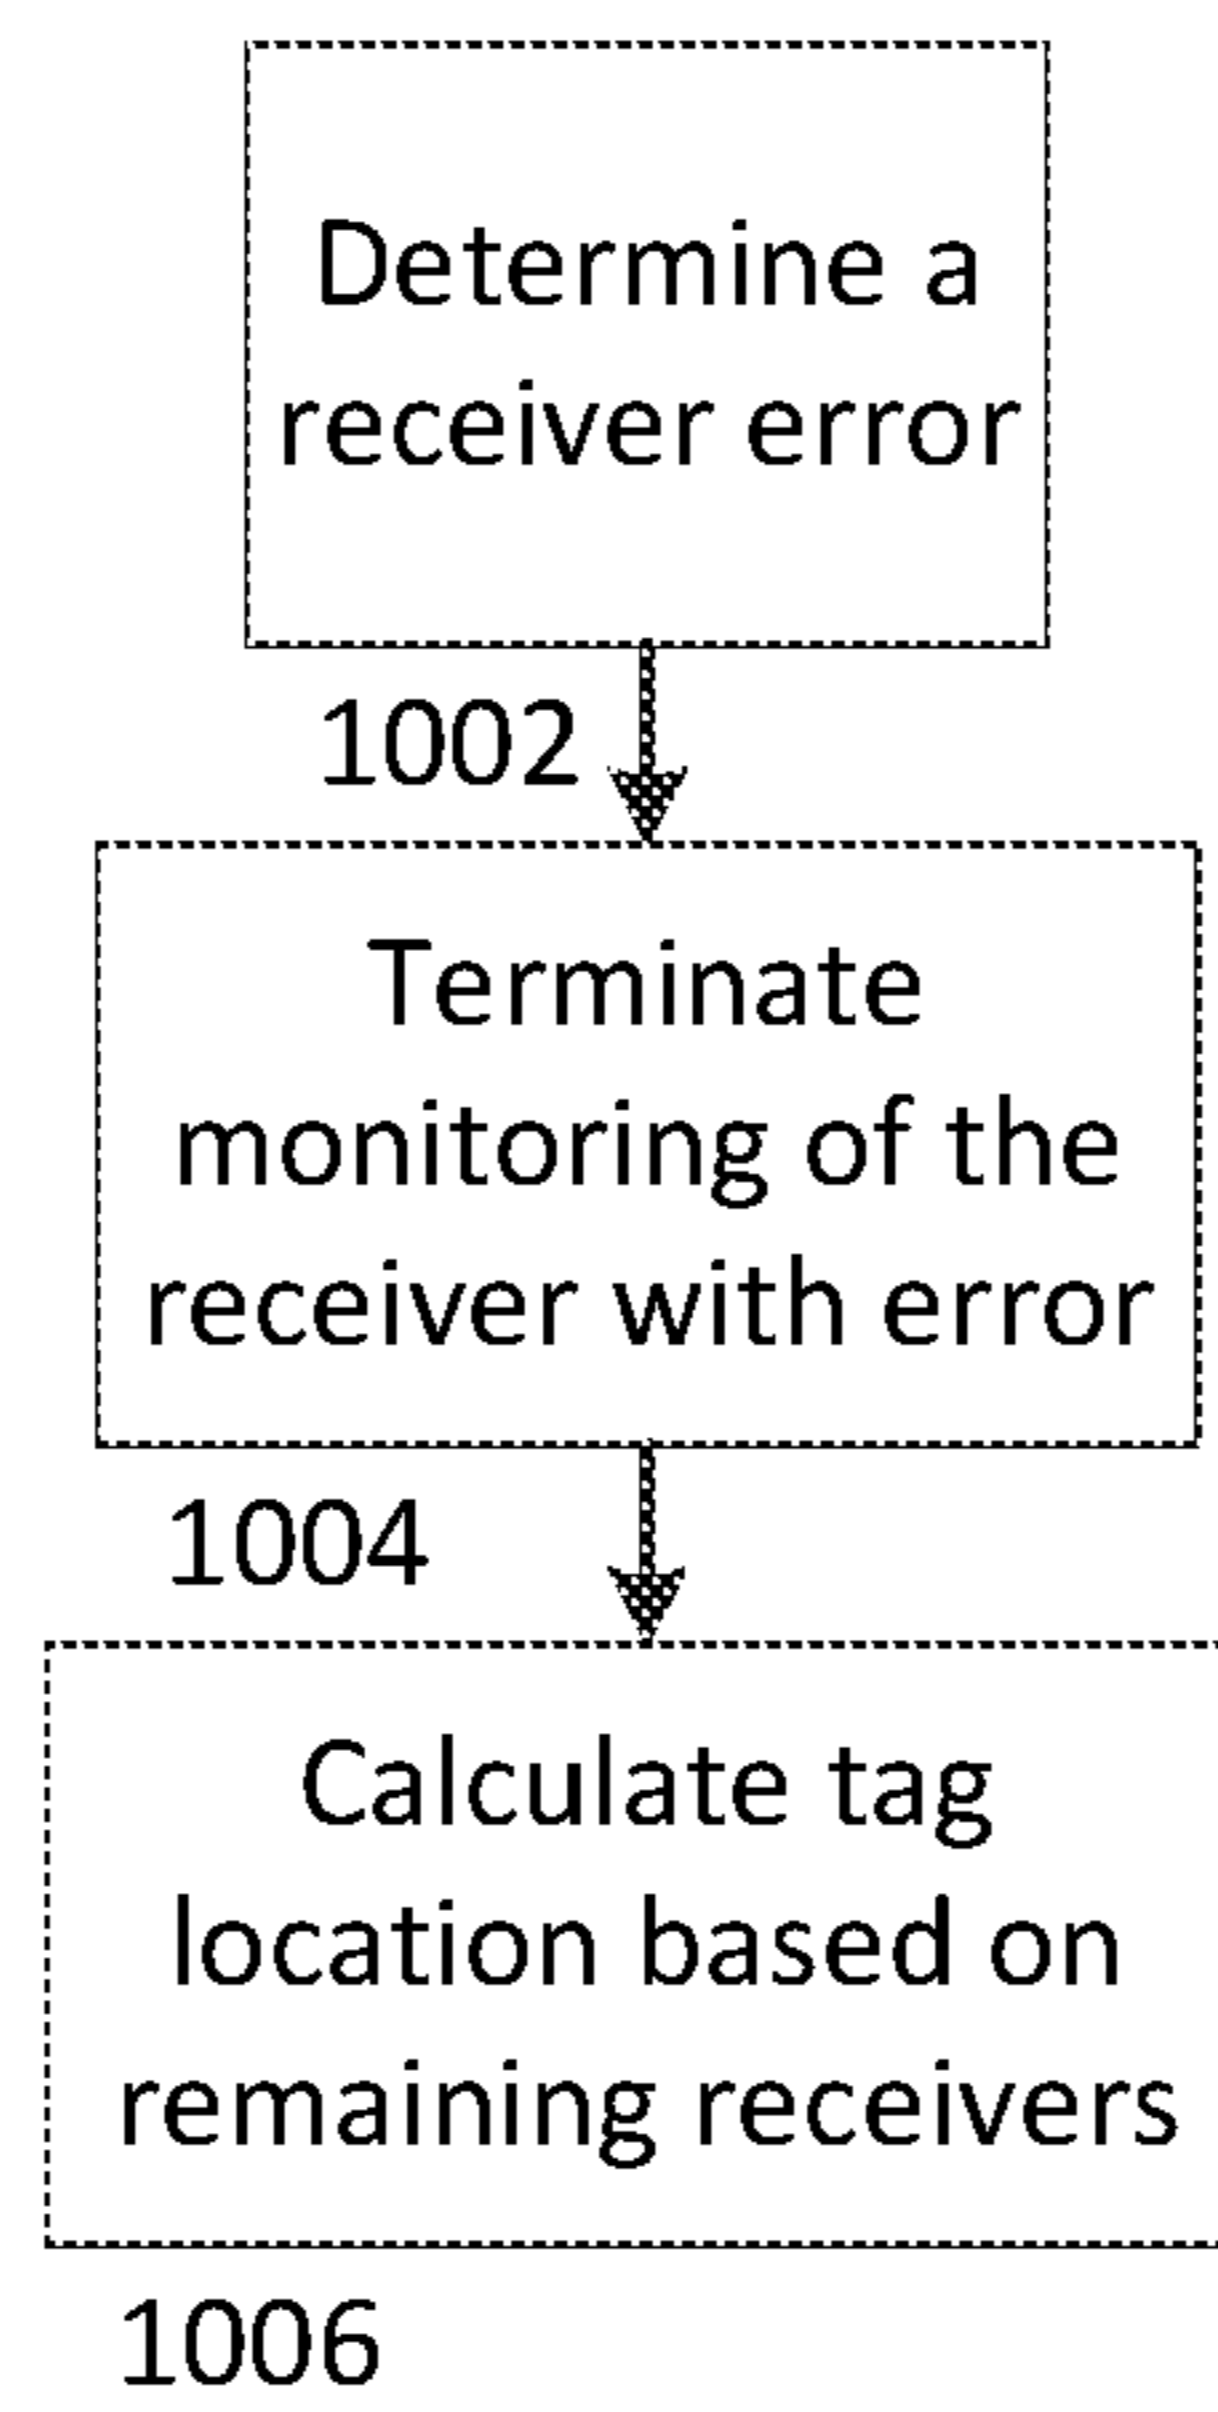 Determine a
receiver error
1002
Terminate
monitoring of the
receiver with error
1004
Calculate tag
location based on
remaining receivers
1006